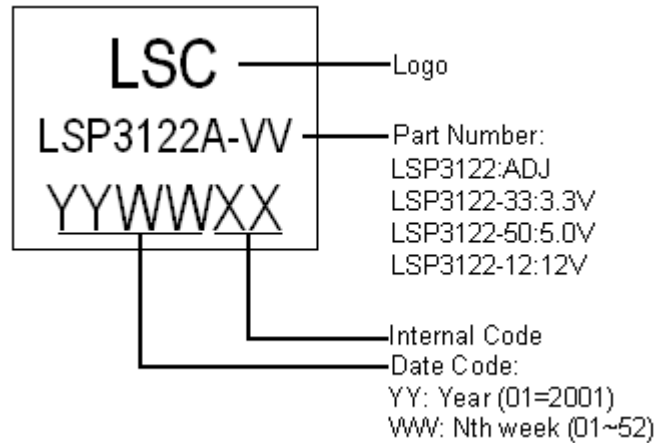 LSC
LSP3122A-VV
YYWWXX
Logo
Part Number:
LSP3122:ADJ
LSP3122-33:3.3V
LSP3122-50:5.0V
LSP3122-12:12V
Internal Code
Date Code:
YY: Year (01=2001)
WW: Nth week (01~52)